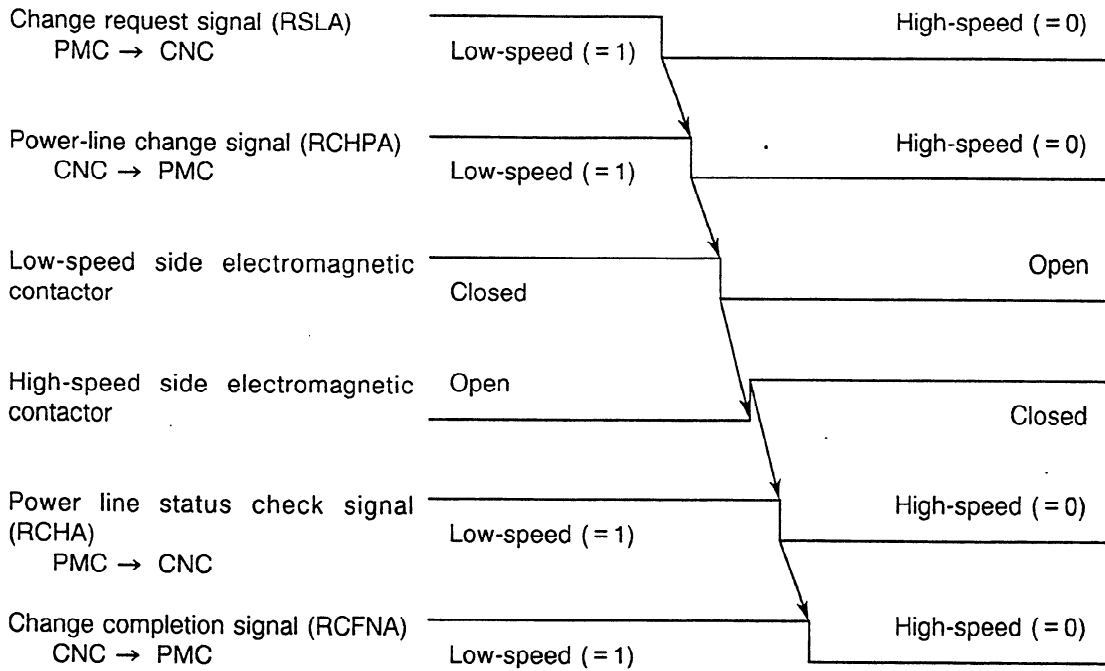 Change request signal (RSLA)
PMC → CNC
Low-speed (= 1)
High-speed (= 0)
Power-line change signal (RCHPA)
CNC → PMC
Low-speed (= 1)
High-speed (= 0)
Low-speed side electromagnetic
contactor
Closed
Open
High-speed side electromagnetic
contactor
Open
Closed
Power line status check signal
(RCHA)
PMC → CNC
Low-speed (= 1)
High-speed (= 0)
Change completion signal (RCFNA)
CNC → PMC
Low-speed (= 1)
High-speed (= 0)